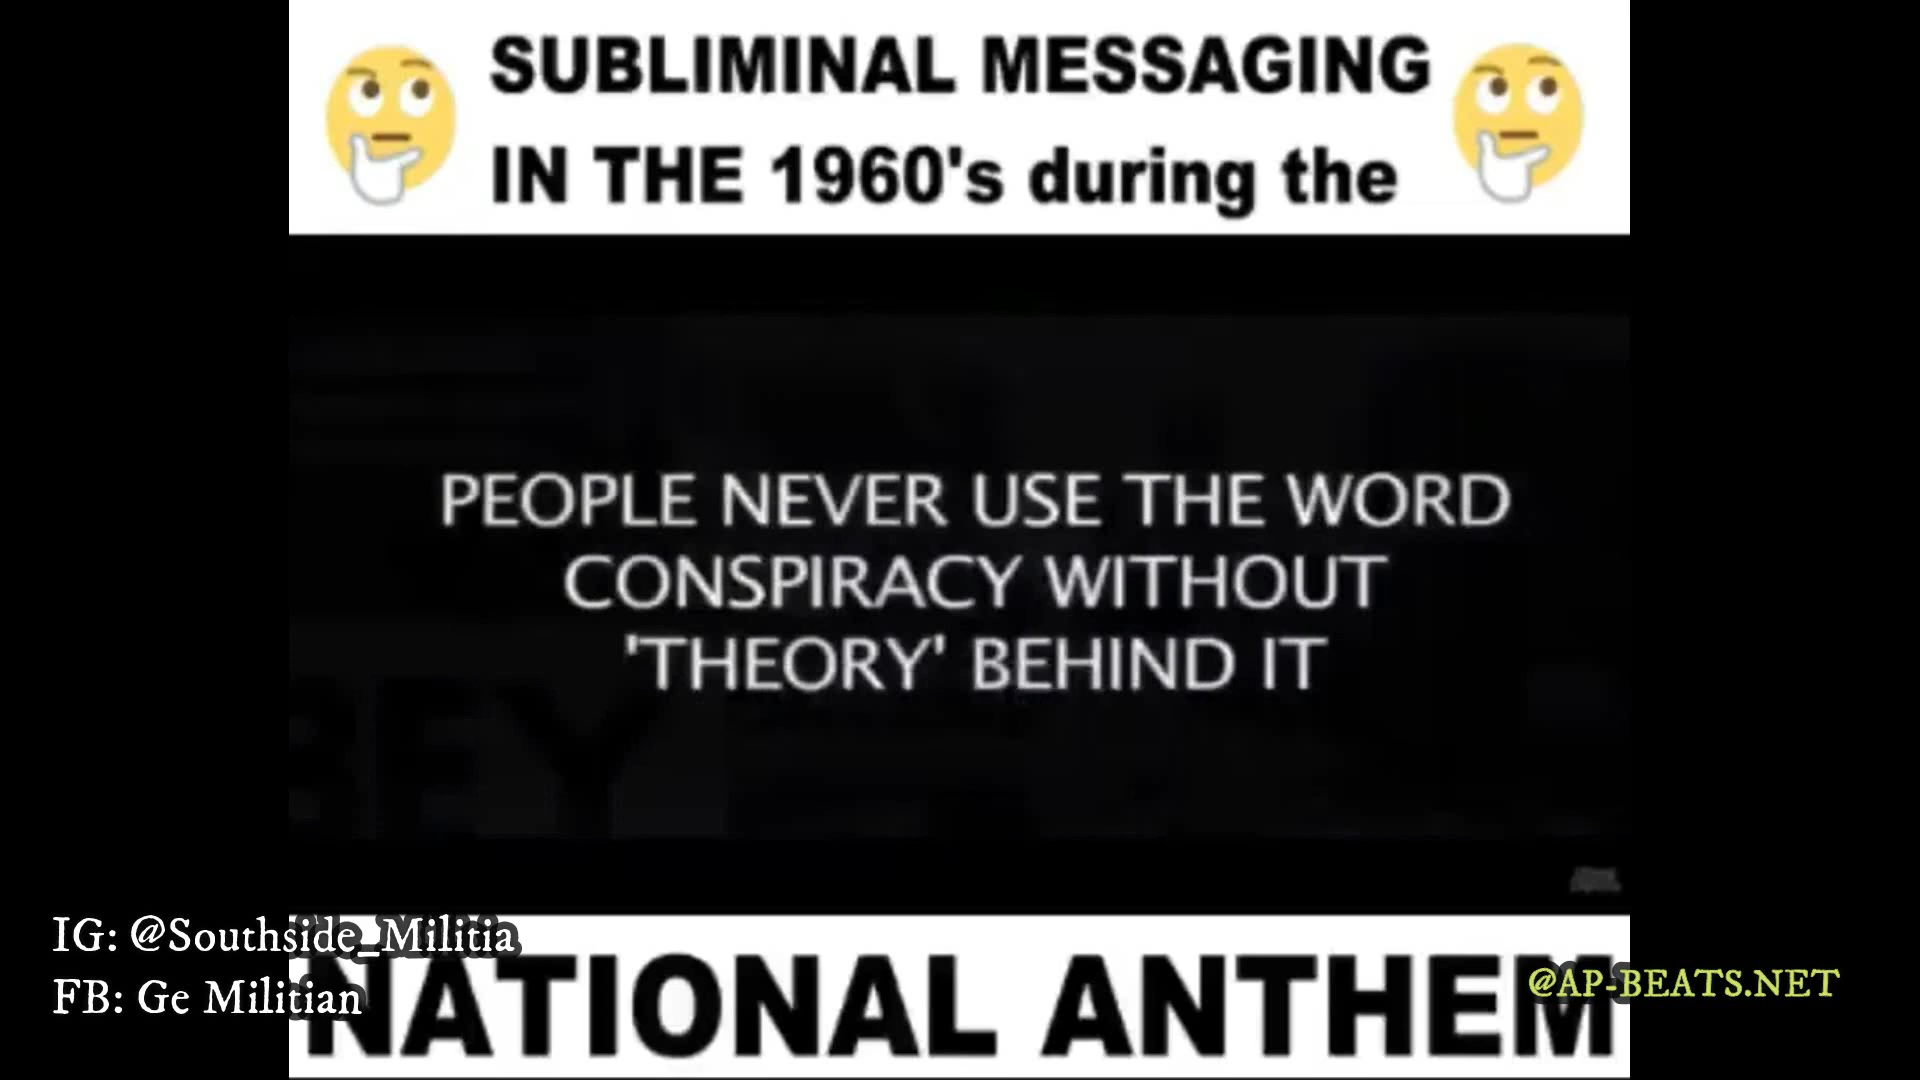 SUBLIMINAL MESSAGING
IN THE 1960's during the
PEOPLE NEVER USE THE WORD
CONSPIRACY WITHOUT
'THEORY' BEHIND IT
IG: @Southside_Militia
FB: Ge Militian
NATIONAL ANTHEM
@AP-BEATS.NET